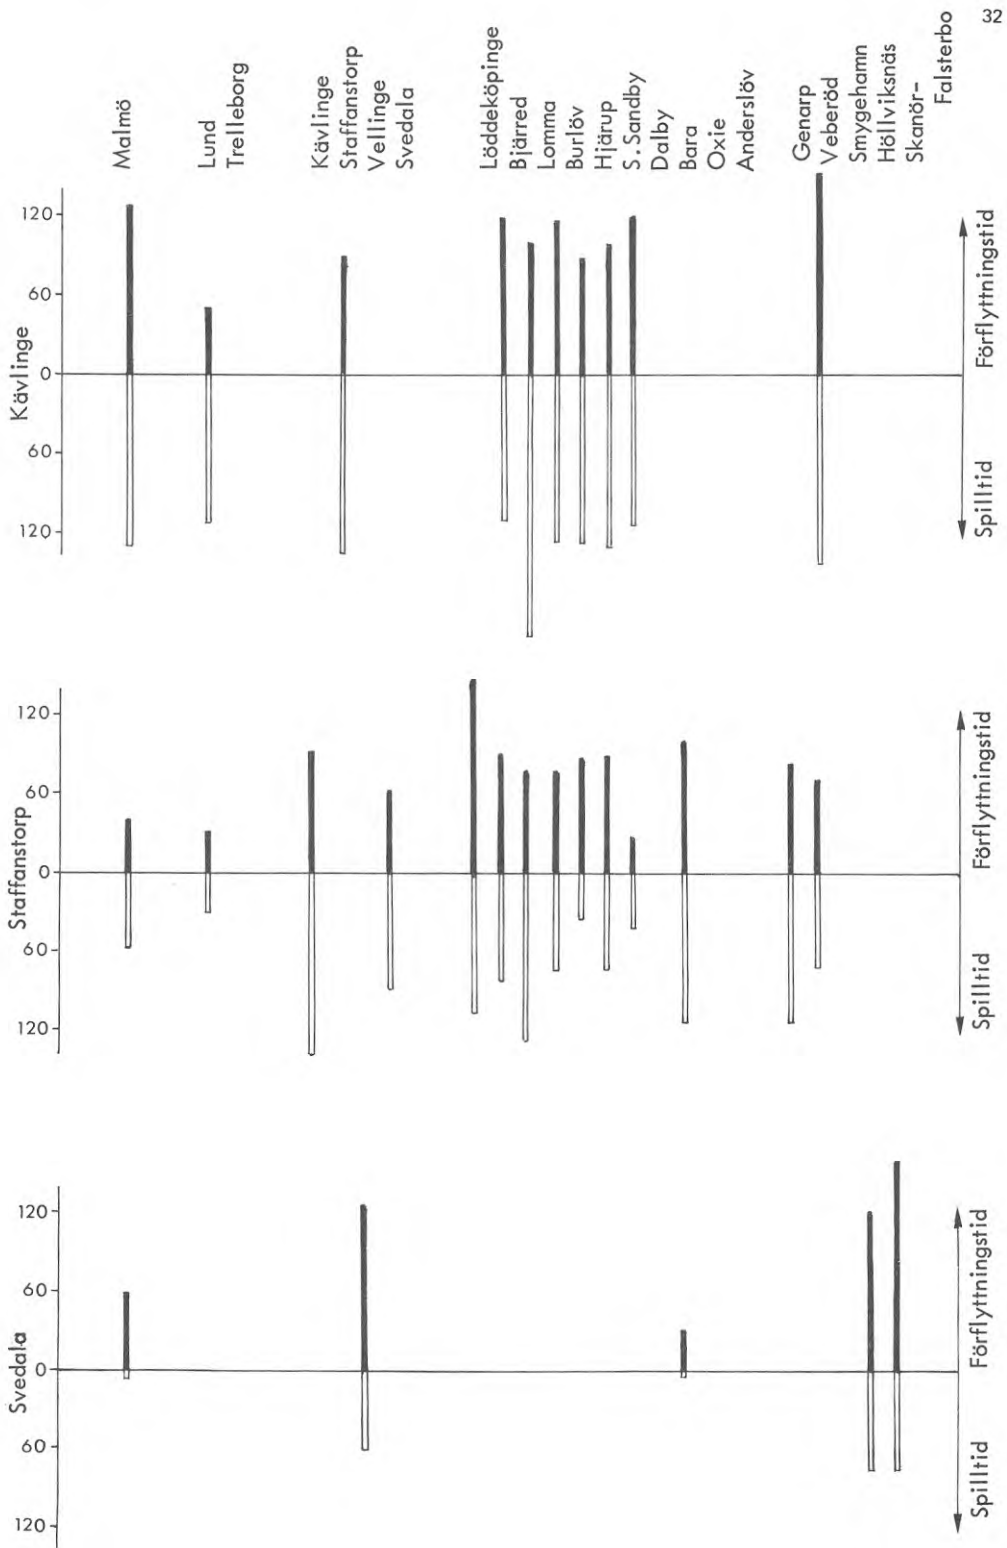 32
Malmö
Lund
Trelleborg
Kävlinge
Staffanstorp
Vellinge
Svedala
Löddeköpinge
Bjärred
Lomma
Burlöv
Hjärup
S. Sandby
Dalby
Bara
Oxie
Anderslöv
Genarp
Veberöd
Smygehamn
Höllviksnäs
Skanör-
Falsterbo
Kävlinge
120
60
0
60
120
Förflyttningstid
Spilltid
Staffanstorp
120
60
0
60
120
Förflyttningstid
Spilltid
Svedala
120
60
0
60
120
Förflyttningstid
Spilltid